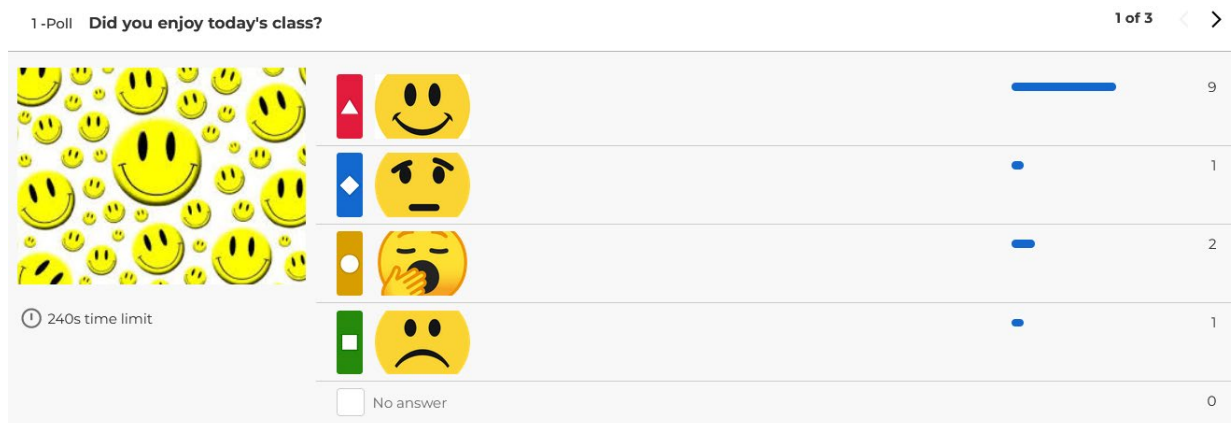 1 -Poll Did you enjoy today's class?
1 of 3
9
1
2
1
240s time limit
No answer 0